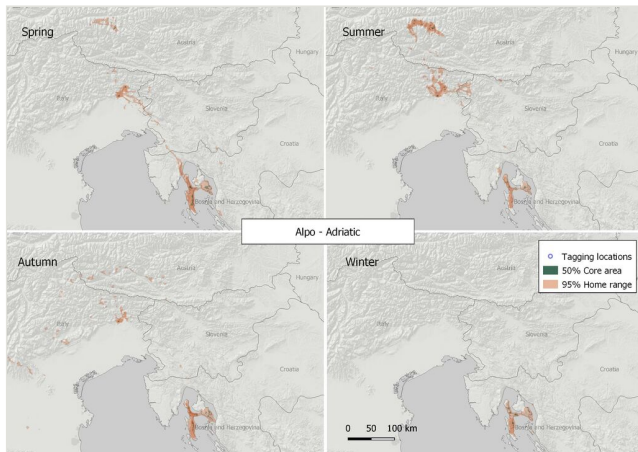 Spring
Austria
Hungary
Italy
Slovenia
Croatia
Bosnia and Herzegovina
Summer
Austria
Hungary
Italy
Slovenia
Croatia
Bosnia and Herzegovina
Alpo - Adriatic
Autumn
Austria
Hungary
Italy
Slovenia
Croatia
Bosnia and Herzegovina
Winter
Austria
Tagging locations
50% Core area
95% Home range
Italy
Slovenia
Croatia
Bosnia and Herzegovina
0 50 100 km